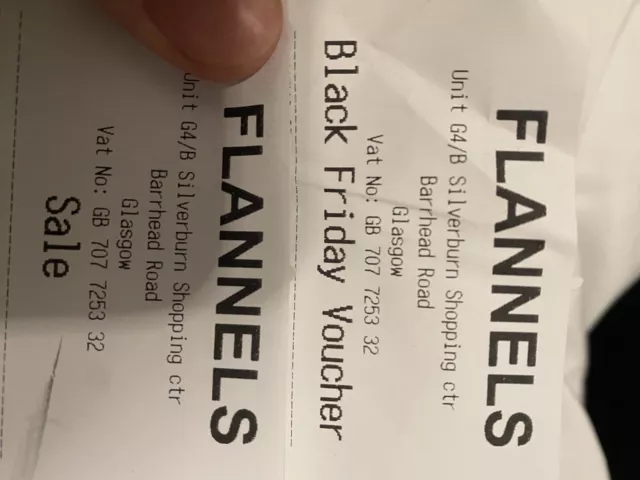 FLANNELS
Unit G4/B Silverburn Shopping ctr
Barrhead Road
Glasgow
Vat No: GB 707 7253 32
Black Friday Voucher
FLANNELS
Unit G4/B Silverburn Shopping ctr
Barrhead Road
Glasgow
Vat No: GB 707 7253 32
Sale